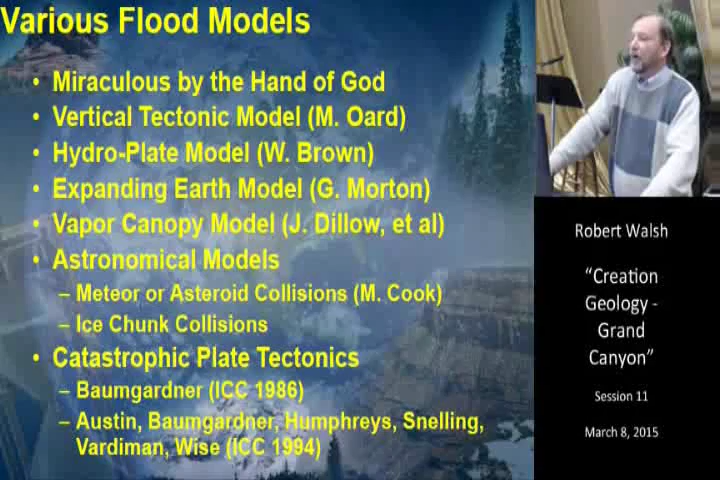 Various Flood Models
• Miraculous by the Hand of God
• Vertical Tectonic Model (M. Oard)
• Hydro-Plate Model (W. Brown)
• Expanding Earth Model (G. Morton)
• Vapor Canopy Model (J. Dillow, et al)
• Astronomical Models
– Meteor or Asteroid Collisions (M. Cook)
– Ice Chunk Collisions
• Catastrophic Plate Tectonics
– Baumgardner (ICC 1986)
– Austin, Baumgardner, Humphreys, Snelling,
Vardiman, Wise (ICC 1994)
Robert Walsh
“Creation
Geology -
Grand
Canyon”
Session 11
March 8, 2015